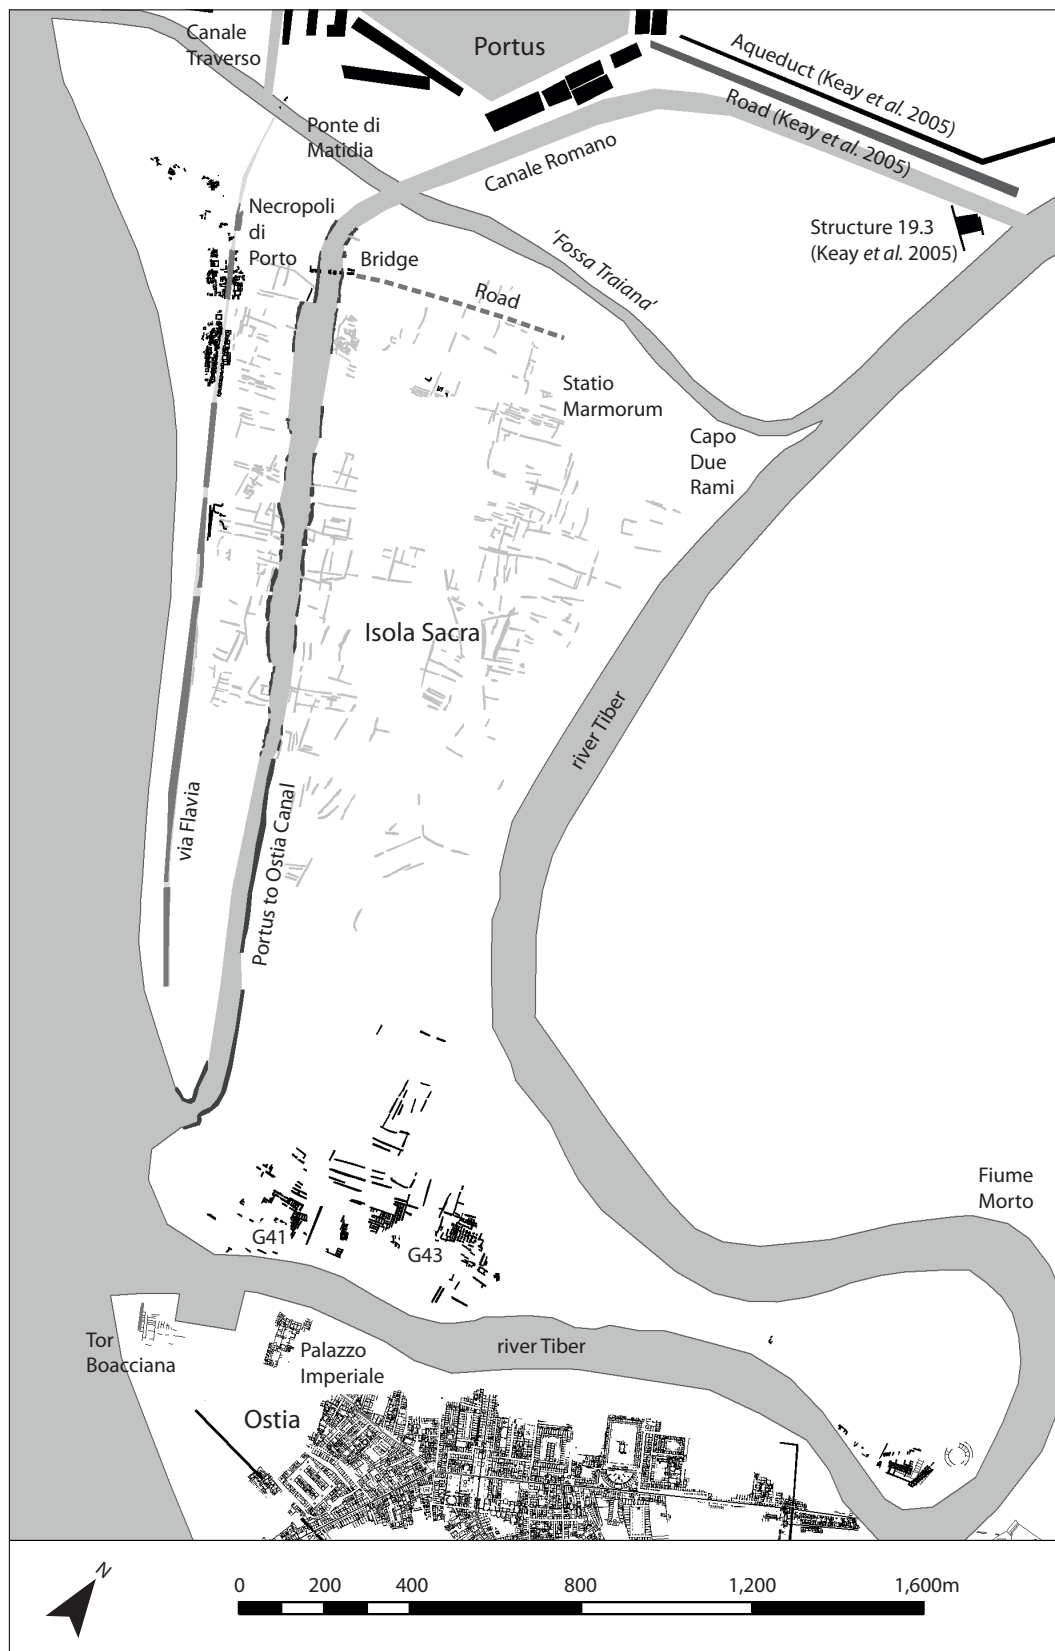 Canale
Traverso
Portus
Aqueduct (Keay et al. 2005)
Road (Keay et al. 2005)
Ponte di
Matidia
Canale Romano
Necropoli
di
Porto
Bridge
Structure 19.3
(Keay et al. 2005)
'Fossa Traiana'
Road
Statio
Marmorum
Capo
Due
Rami
Isola Sacra
river Tiber
via Flavia
Portus to Ostia Canal
Fiume
Morto
G41
G43
Tor
Boacciana
Palazzo
Imperiale
river Tiber
Ostia
N
0 200 400 800 1,200 1,600m